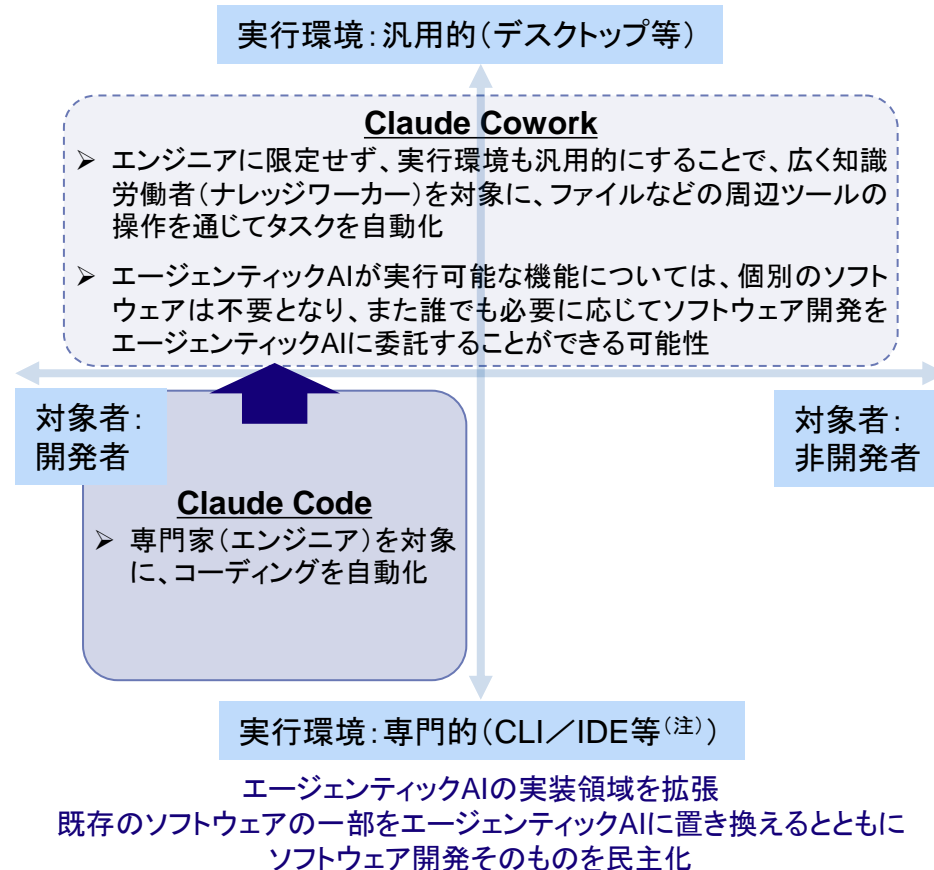 実行環境：汎用的（デスクトップ等）
Claude Cowork
➢ エンジニアに限定せず、実行環境も汎用的にすることで、広く知識
労働者（ナレッジワーカー）を対象に、ファイルなどの周辺ツールの
操作を通じてタスクを自動化
➢ エージェンティックAIが実行可能な機能については、個別のソフト
ウェアは不要となり、また誰でも必要に応じてソフトウェア開発を
エージェンティックAIに委託することができる可能性
対象者：
開発者
対象者：
非開発者
Claude Code
➢ 専門家（エンジニア）を対象
に、コーディングを自動化
実行環境：専門的（CLI／IDE等（注））
エージェンティックAIの実装領域を拡張
既存のソフトウェアの一部をエージェンティックAIに置き換えるとともに
ソフトウェア開発そのものを民主化